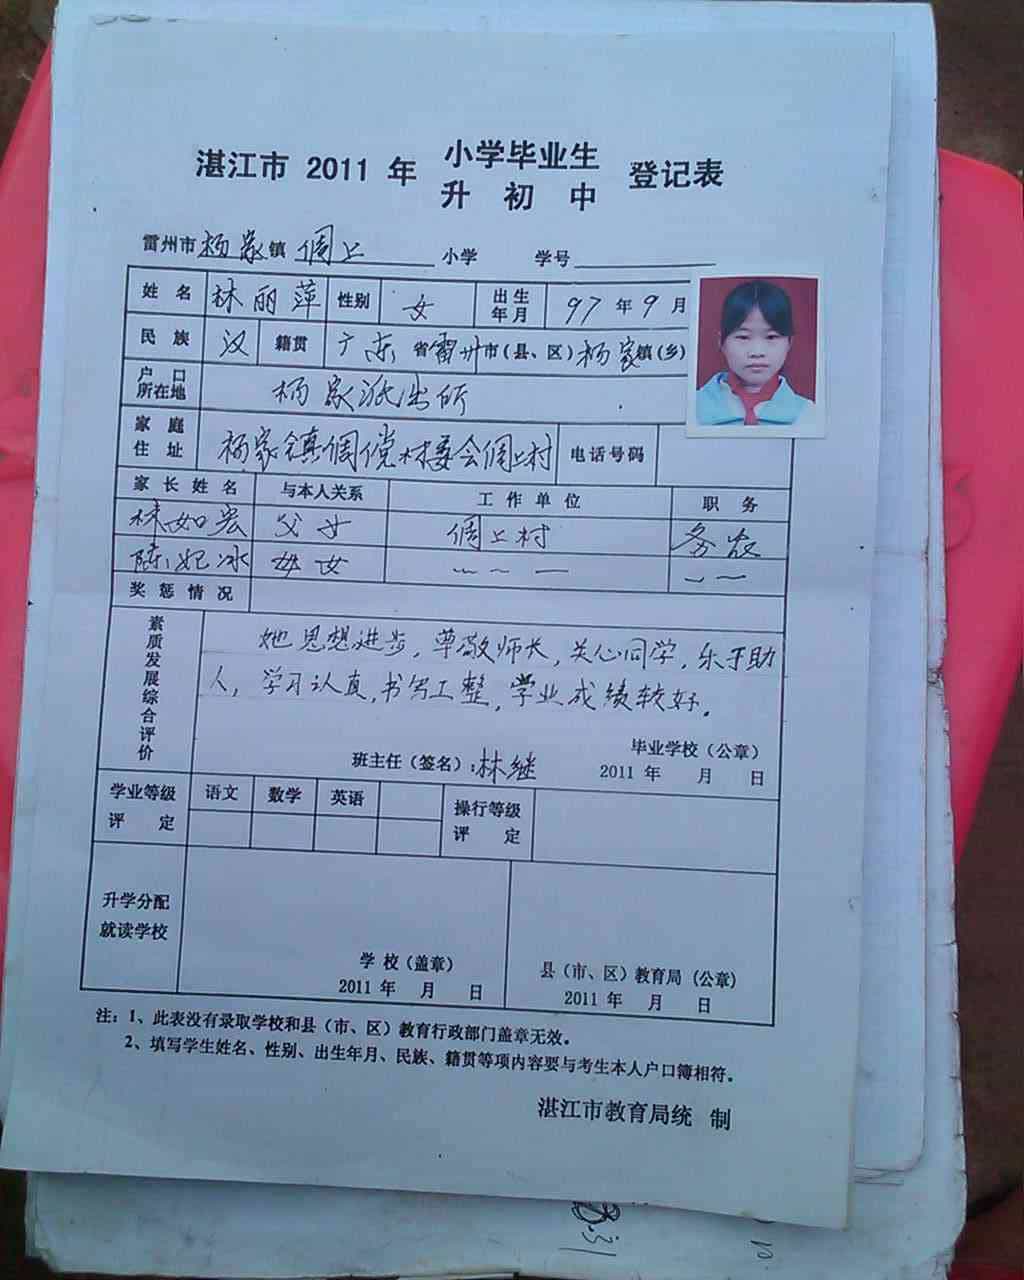 湛江市 2011 年 小学毕业生 登记表
升 初 中
雷州市杨家镇 倜上 小学 学号
姓 名 林丽萍 性别 女 出生年月 97 年 9 月
民 族 汉 籍贯 广东 省雷州市(县、区)杨家镇(乡)
户 口 所在地 杨家派出所
家 庭 住 址 杨家镇倜党村委会倜上村 电话号码
家长姓名 与本人关系 工作单位 职 务
林如宏 父女 倜上村 务农
陈妃冰 母女
奖惩情况
素质发展综合评价
她思想进步,尊敬师长,关心同学,乐于助
人,学习认真,书写工整,学业成绩较好。
毕业学校(公章)
班主任(签名):林继 2011 年 月 日
学业等级 评 定 语文 数学 英语 操行等级 评 定
升学分配
就读学校
学 校(盖章) 县(市、区)教育局(公章)
2011 年 月 日 2011 年 月 日
注:1、此表没有录取学校和县(市、区)教育行政部门盖章无效。
2、填写学生姓名、性别、出生年月、民族、籍贯等项内容要与考生本人户口簿相符。
湛江市教育局统 制